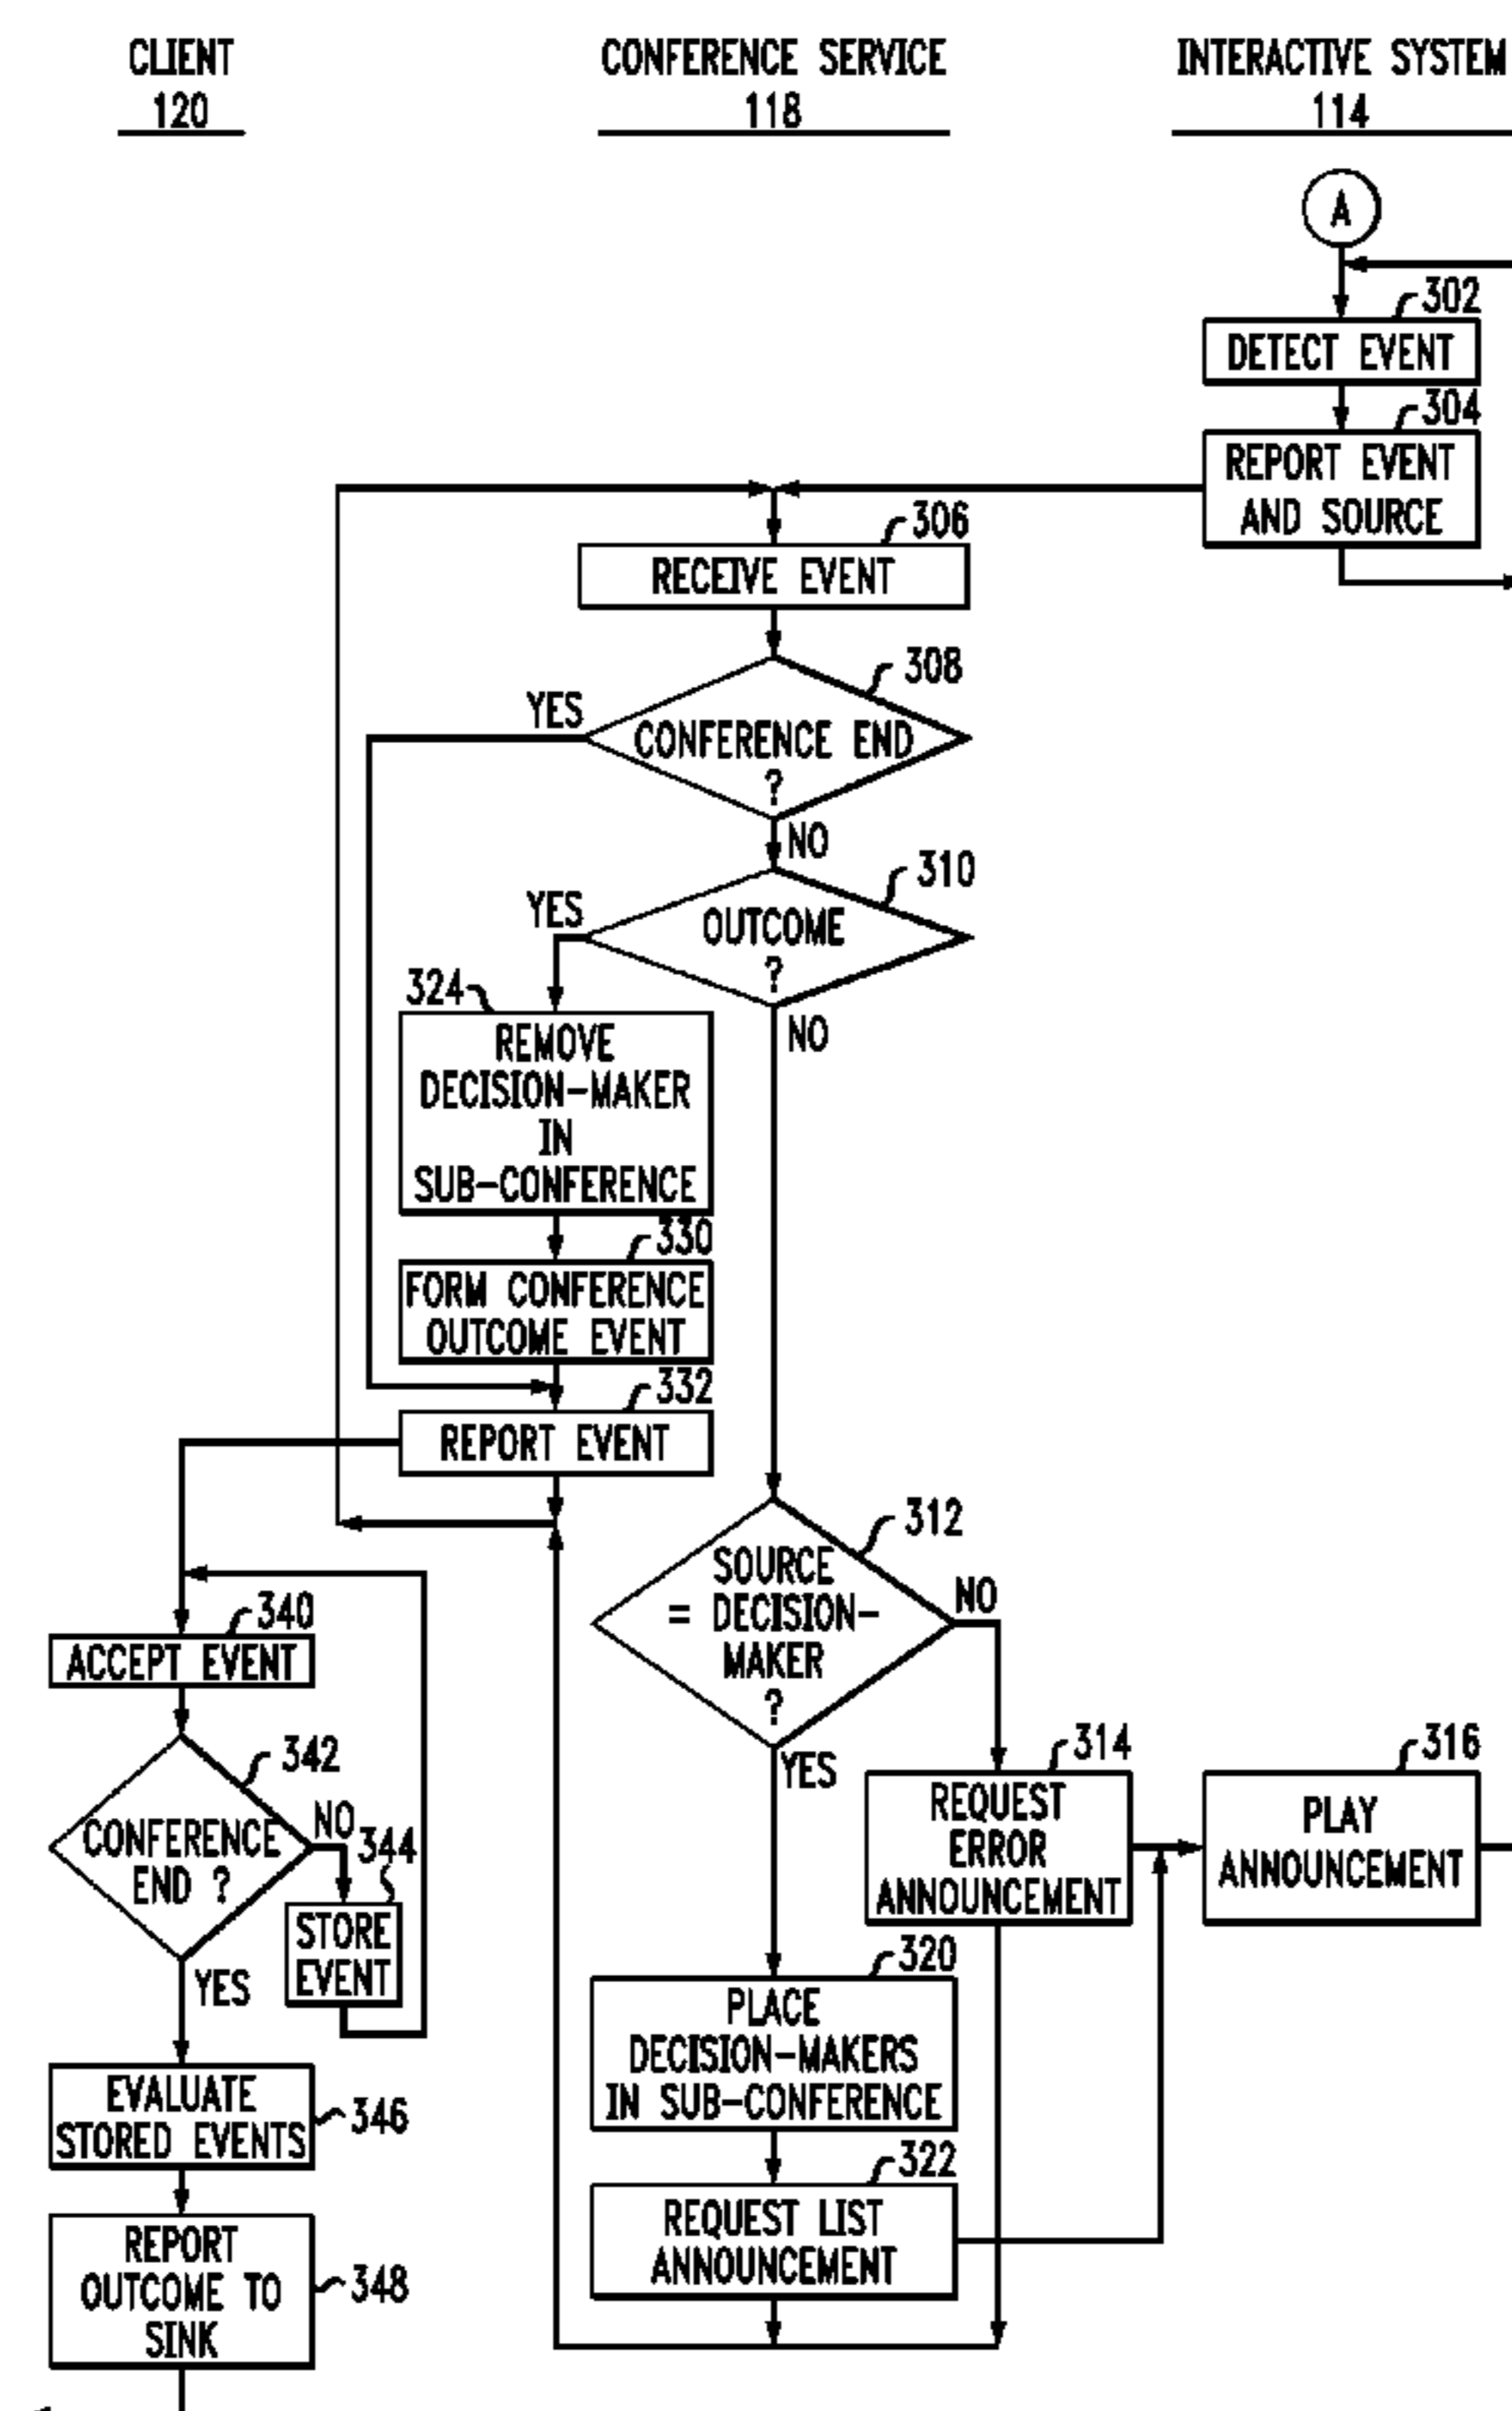 CLIENT
120
CONFERENCE SERVICE
118
INTERACTIVE SYSTEM
114
A
302
DETECT EVENT
304
REPORT EVENT
AND SOURCE
306
RECEIVE EVENT
308
YES
CONFERENCE END
?
NO
310
YES
OUTCOME
?
NO
324
REMOVE
DECISION-MAKER
IN
SUB-CONFERENCE
330
FORM CONFERENCE
OUTCOME EVENT
332
REPORT EVENT
312
SOURCE
= DECISION-
MAKER
?
NO
YES
340
ACCEPT EVENT
342
CONFERENCE
END ?
NO
344
STORE
EVENT
YES
314
REQUEST
ERROR
ANNOUNCEMENT
316
PLAY
ANNOUNCEMENT
320
PLACE
DECISION-MAKERS
IN SUB-CONFERENCE
322
REQUEST LIST
ANNOUNCEMENT
EVALUATE
STORED EVENTS
346
REPORT
OUTCOME TO
SINK
348